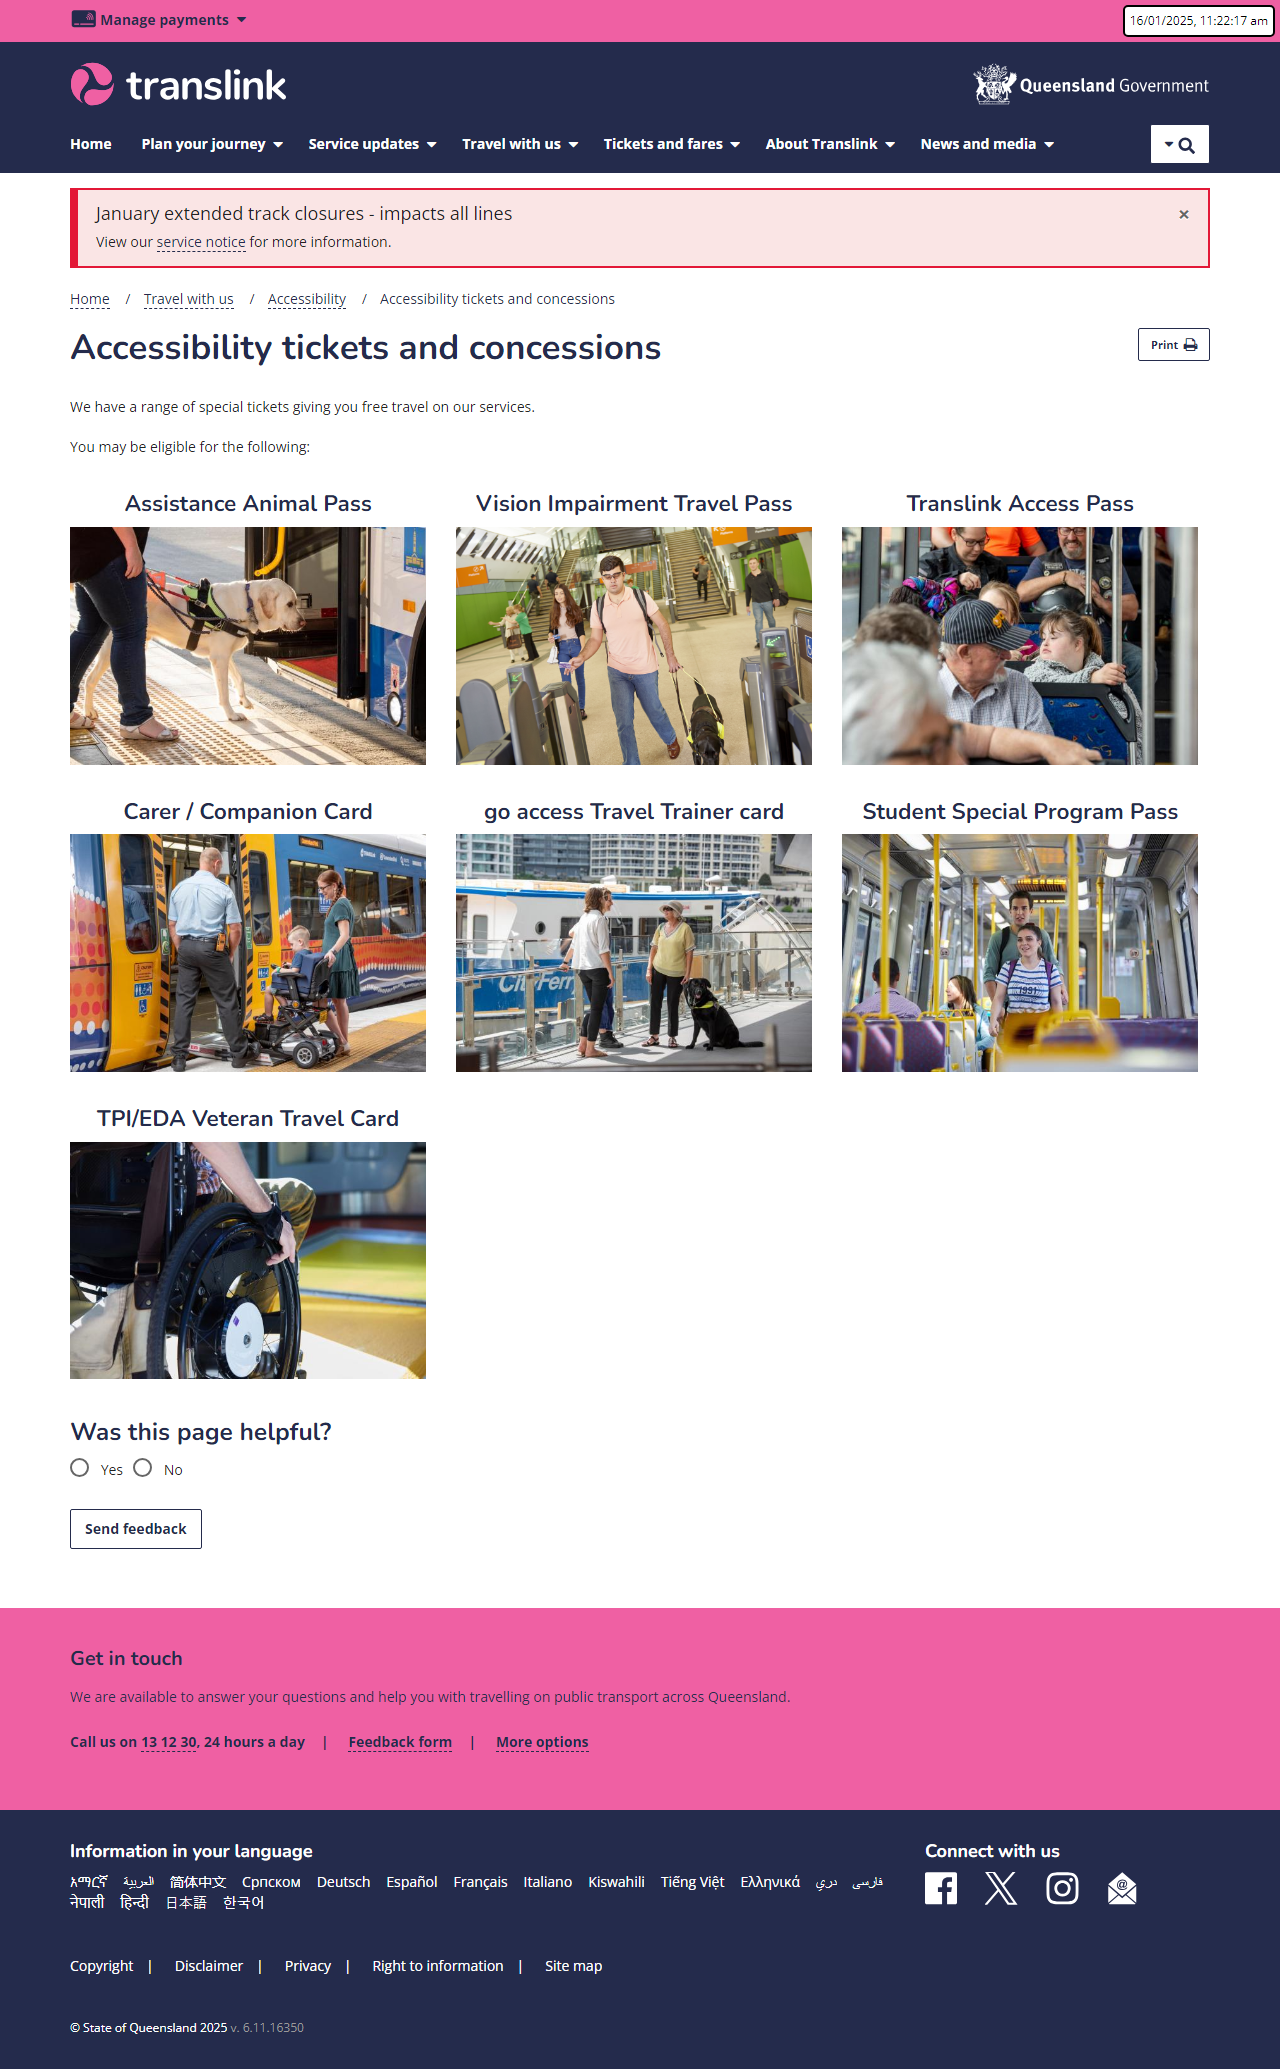 Manage payments
16/01/2025, 11:22:17 am
translink
Queensland Government
Home Plan your journey Service updates Travel with us Tickets and fares About Translink News and media
January extended track closures - impacts all lines
×
View our service notice for more information.
Home / Travel with us / Accessibility / Accessibility tickets and concessions
Accessibility tickets and concessions
Print
We have a range of special tickets giving you free travel on our services.
You may be eligible for the following:
Assistance Animal Pass Vision Impairment Travel Pass Translink Access Pass
Carer / Companion Card go access Travel Trainer card Student Special Program Pass
1991
TPI/EDA Veteran Travel Card
Was this page helpful?
Yes No
Send feedback
Get in touch
We are available to answer your questions and help you with travelling on public transport across Queensland.
Call us on 13 12 30, 24 hours a day | Feedback form | More options
Information in your language
Connect with us
አማርኛ العربية 简体中文 Српском Deutsch Español Français Italiano Kiswahili Tiếng Việt Ελληνικά دري فارسی
नेपाली हिन्दी 日本語 한국어
Copyright | Disclaimer | Privacy | Right to information | Site map
© State of Queensland 2025 v. 6.11.16350